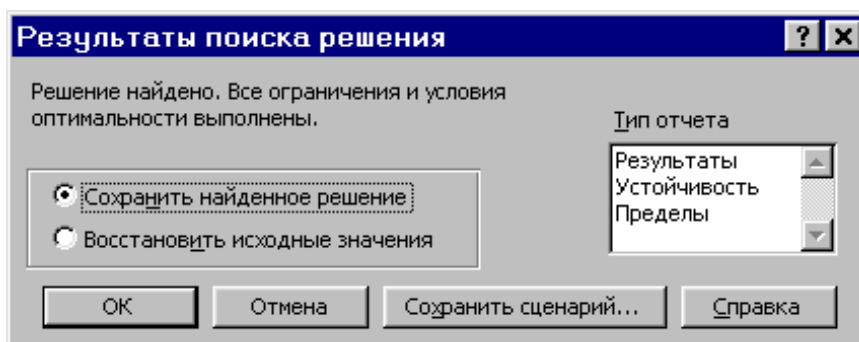 Результаты поиска решения
Решение найдено. Все ограничения и условия
оптимальности выполнены.
Тип отчета
Результаты
Устойчивость
Пределы
Сохранить найденное решение
Восстановить исходные значения
ОК
Отмена
Сохранить сценарий...
Справка